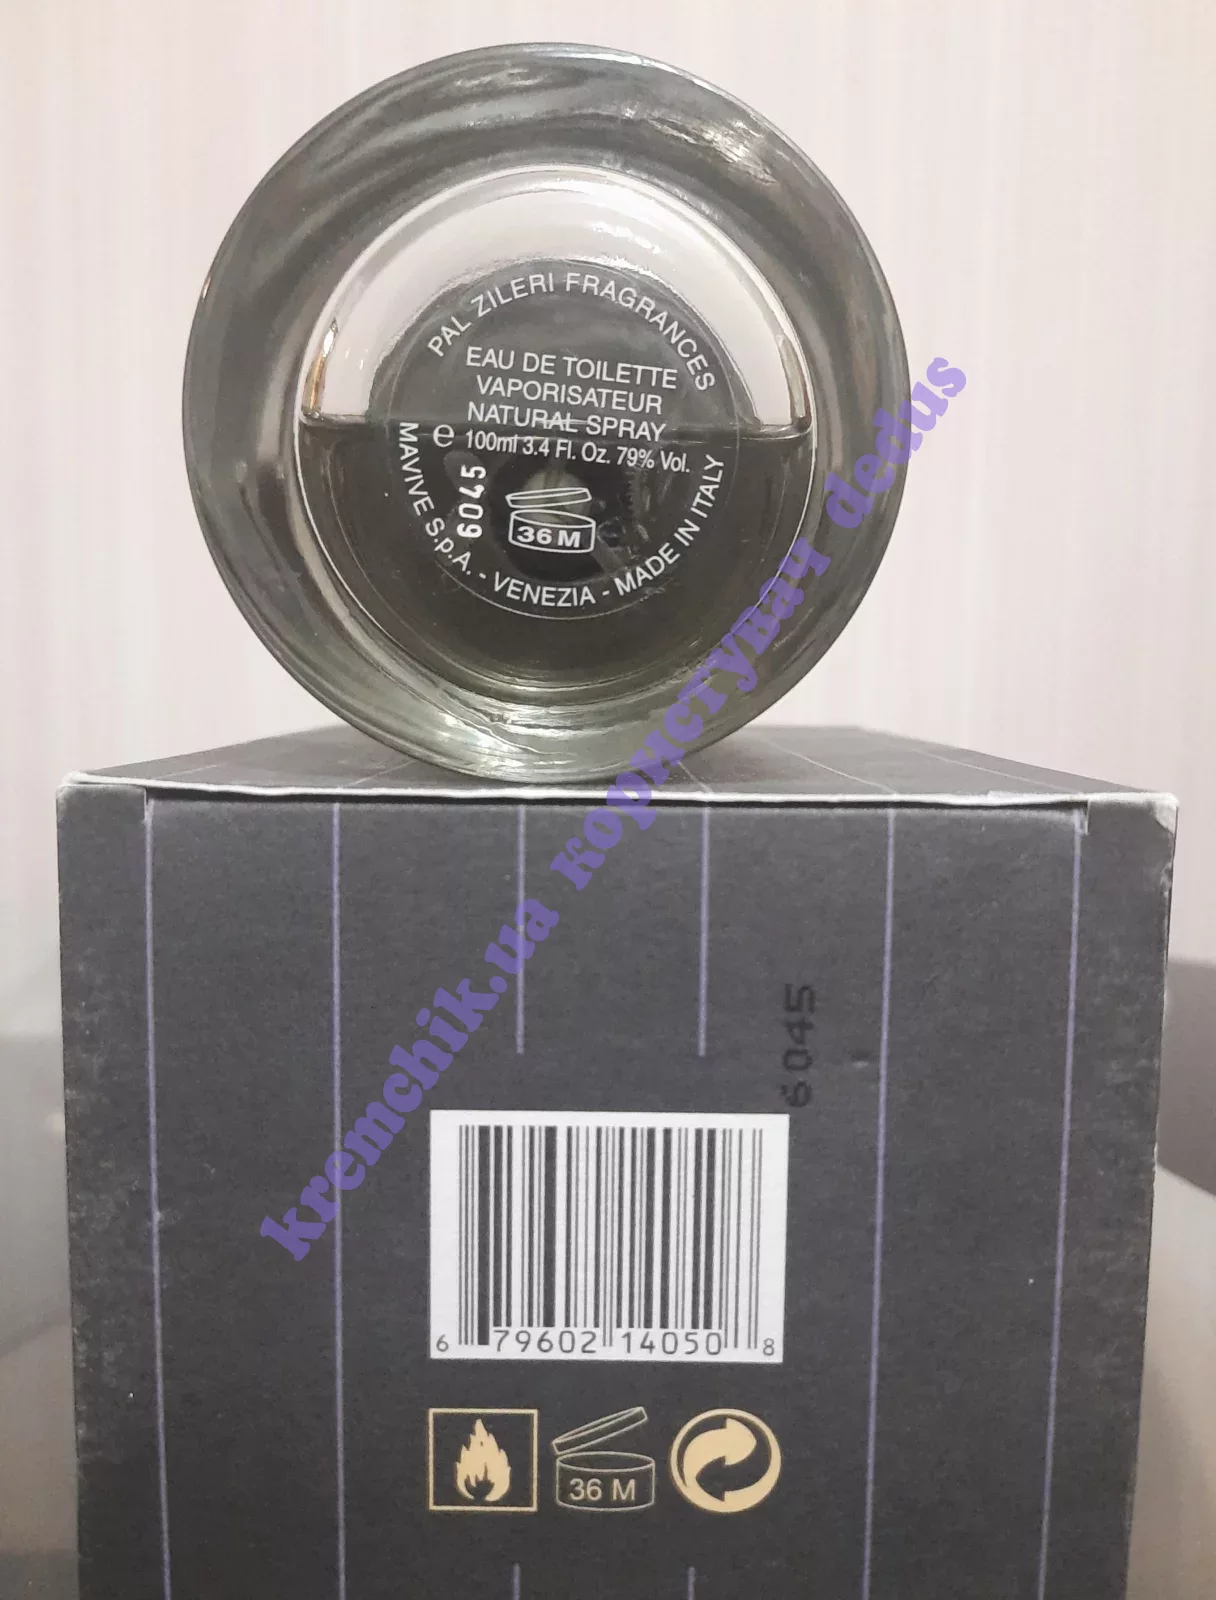 PAL ZILERI FRAGRANCES
EAU DE TOILETTE
VAPORISATEUR
NATURAL SPRAY
e 100ml 3.4 Fl. Oz. 79% Vol.
6045
36 M
MAVIVE S.p.A. - VENEZIA - MADE IN ITALY
kremchik.ua користувач dedus
6045
6 79602 14050 8
36 M